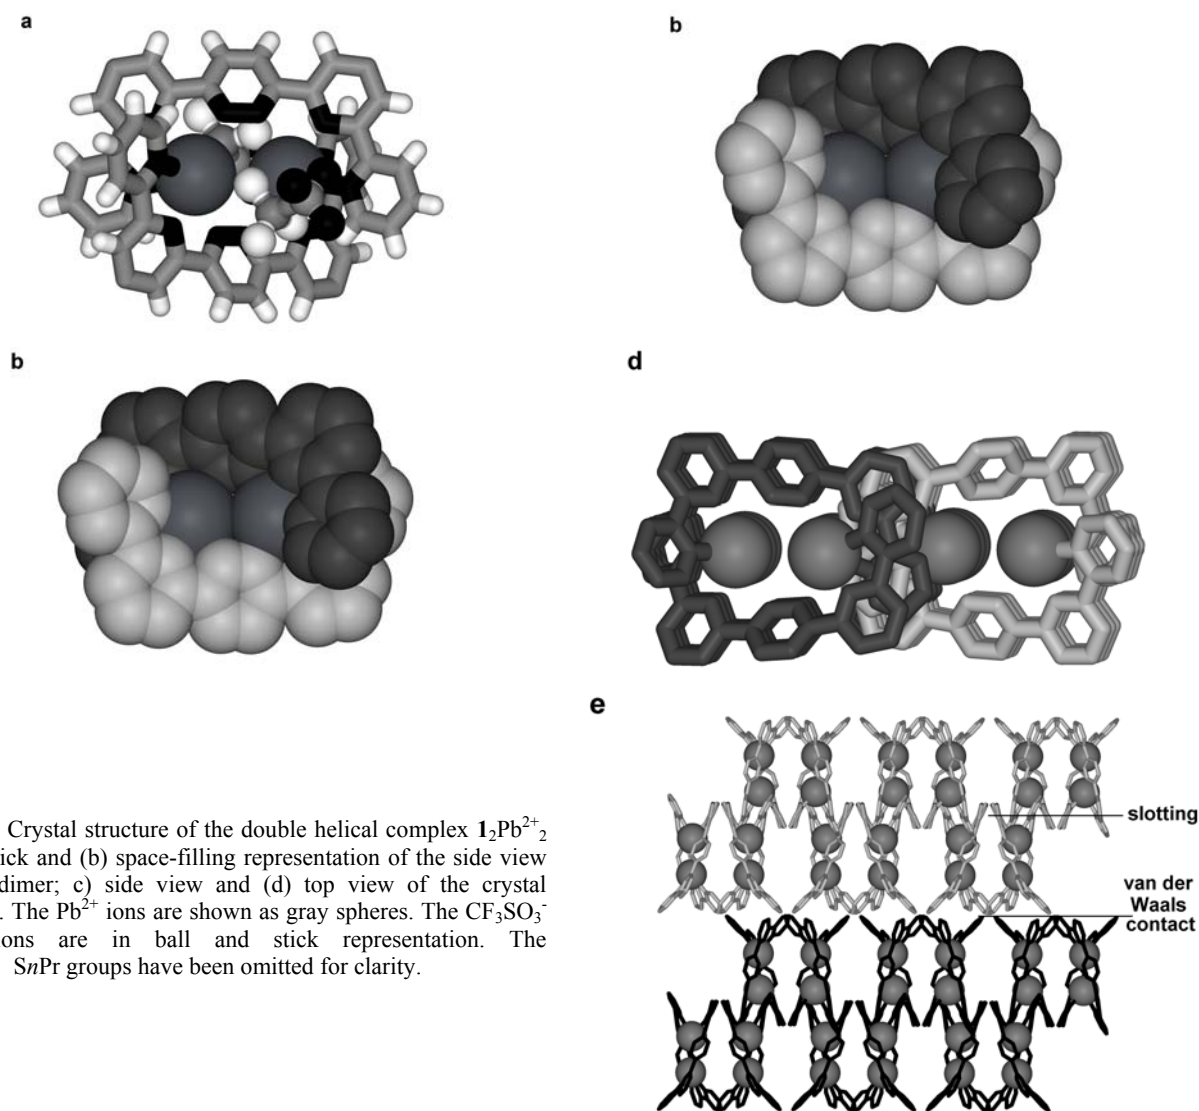 a
b
b
d
e
slotting
van der
Waals
contact
Crystal structure of the double helical complex 1₂Pb²⁺₂
ick and (b) space-filling representation of the side view
dimer; c) side view and (d) top view of the crystal
. The Pb²⁺ ions are shown as gray spheres. The CF₃SO₃⁻
ions are in ball and stick representation. The
SnPr groups have been omitted for clarity.